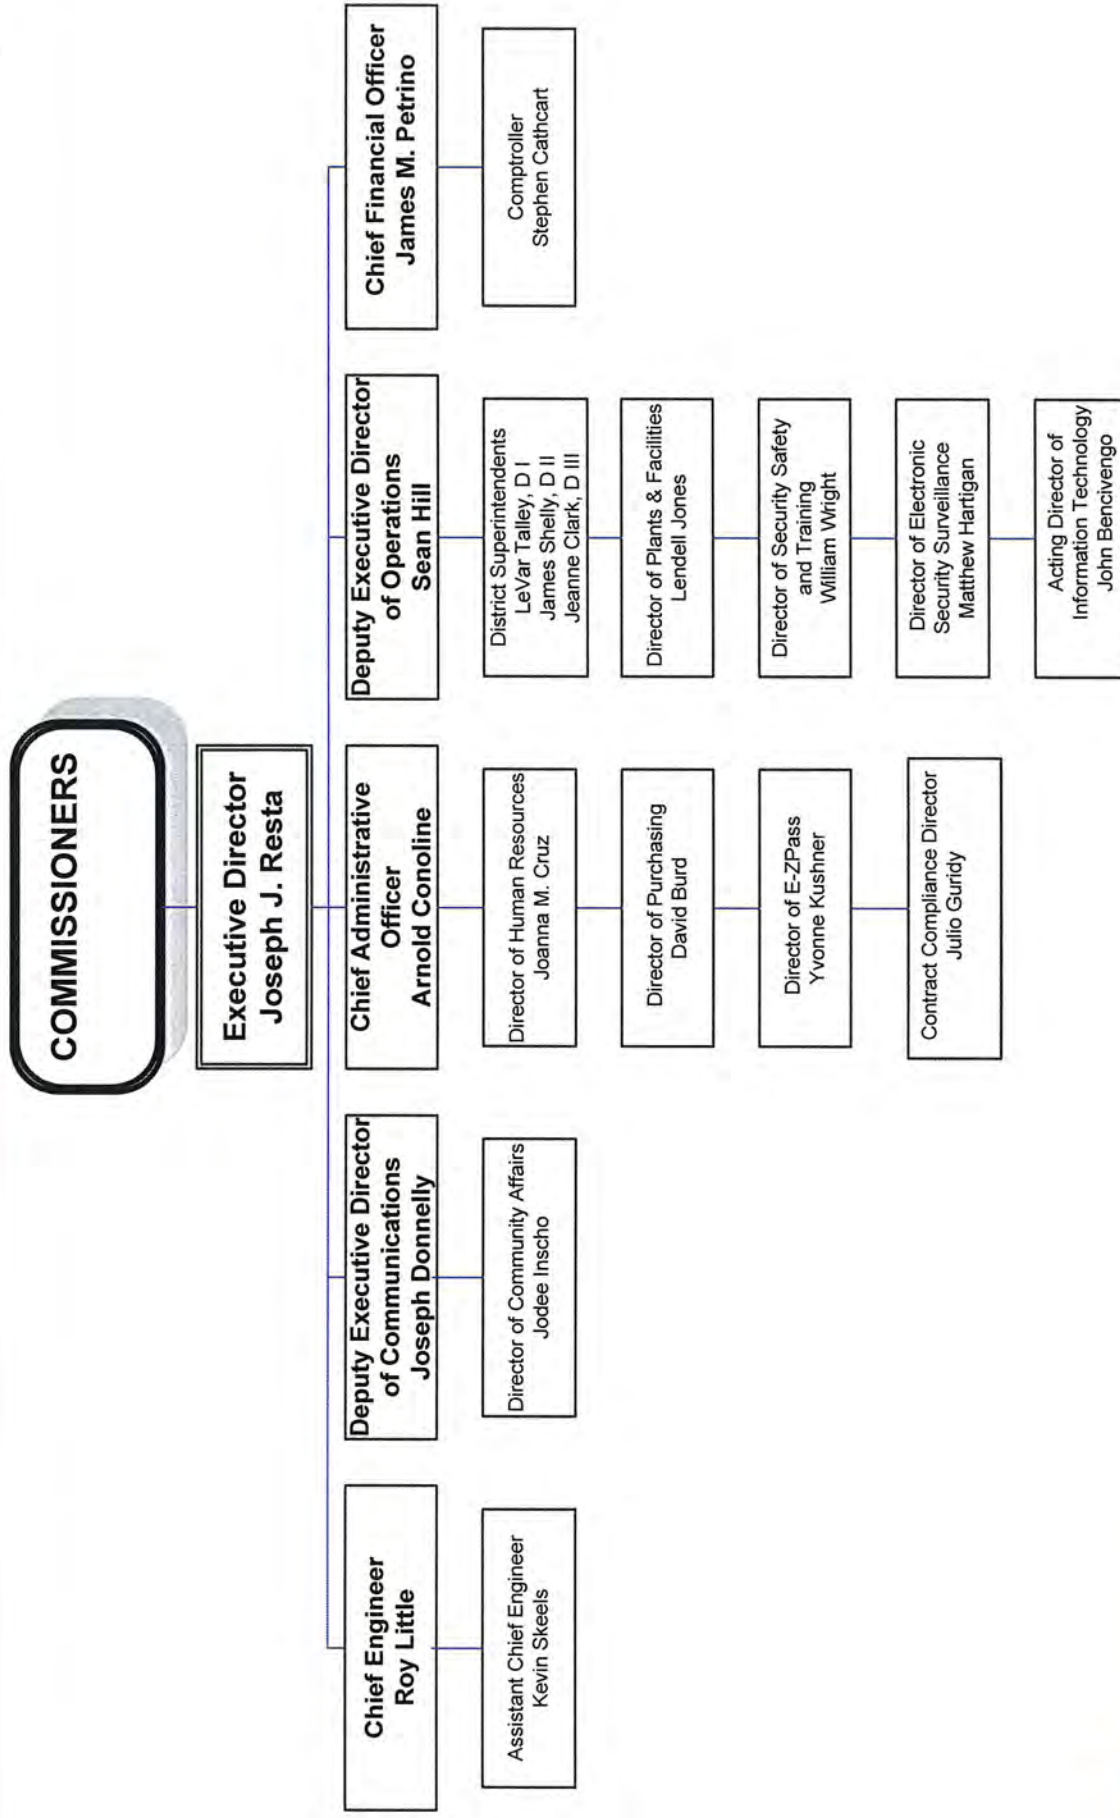 COMMISSIONERS
Executive Director
Joseph J. Resta
Chief Engineer
Roy Little
Deputy Executive Director
of Communications
Joseph Donnelly
Chief Administrative
Officer
Arnold Conoline
Deputy Executive Director
of Operations
Sean Hill
Chief Financial Officer
James M. Petrino
Assistant Chief Engineer
Kevin Skeels
Director of Community Affairs
Jodee Inscho
Director of Human Resources
Joanna M. Cruz
District Superintendents
LeVar Talley, D I
James Shelly, D II
Jeanne Clark, D III
Comptroller
Stephen Cathcart
Director of Purchasing
David Burd
Director of Plants & Facilities
Lendell Jones
Director of E-ZPass
Yvonne Kushner
Director of Security Safety
and Training
William Wright
Contract Compliance Director
Julio Guridy
Director of Electronic
Security Surveillance
Matthew Hartigan
Acting Director of
Information Technology
John Bencivengo